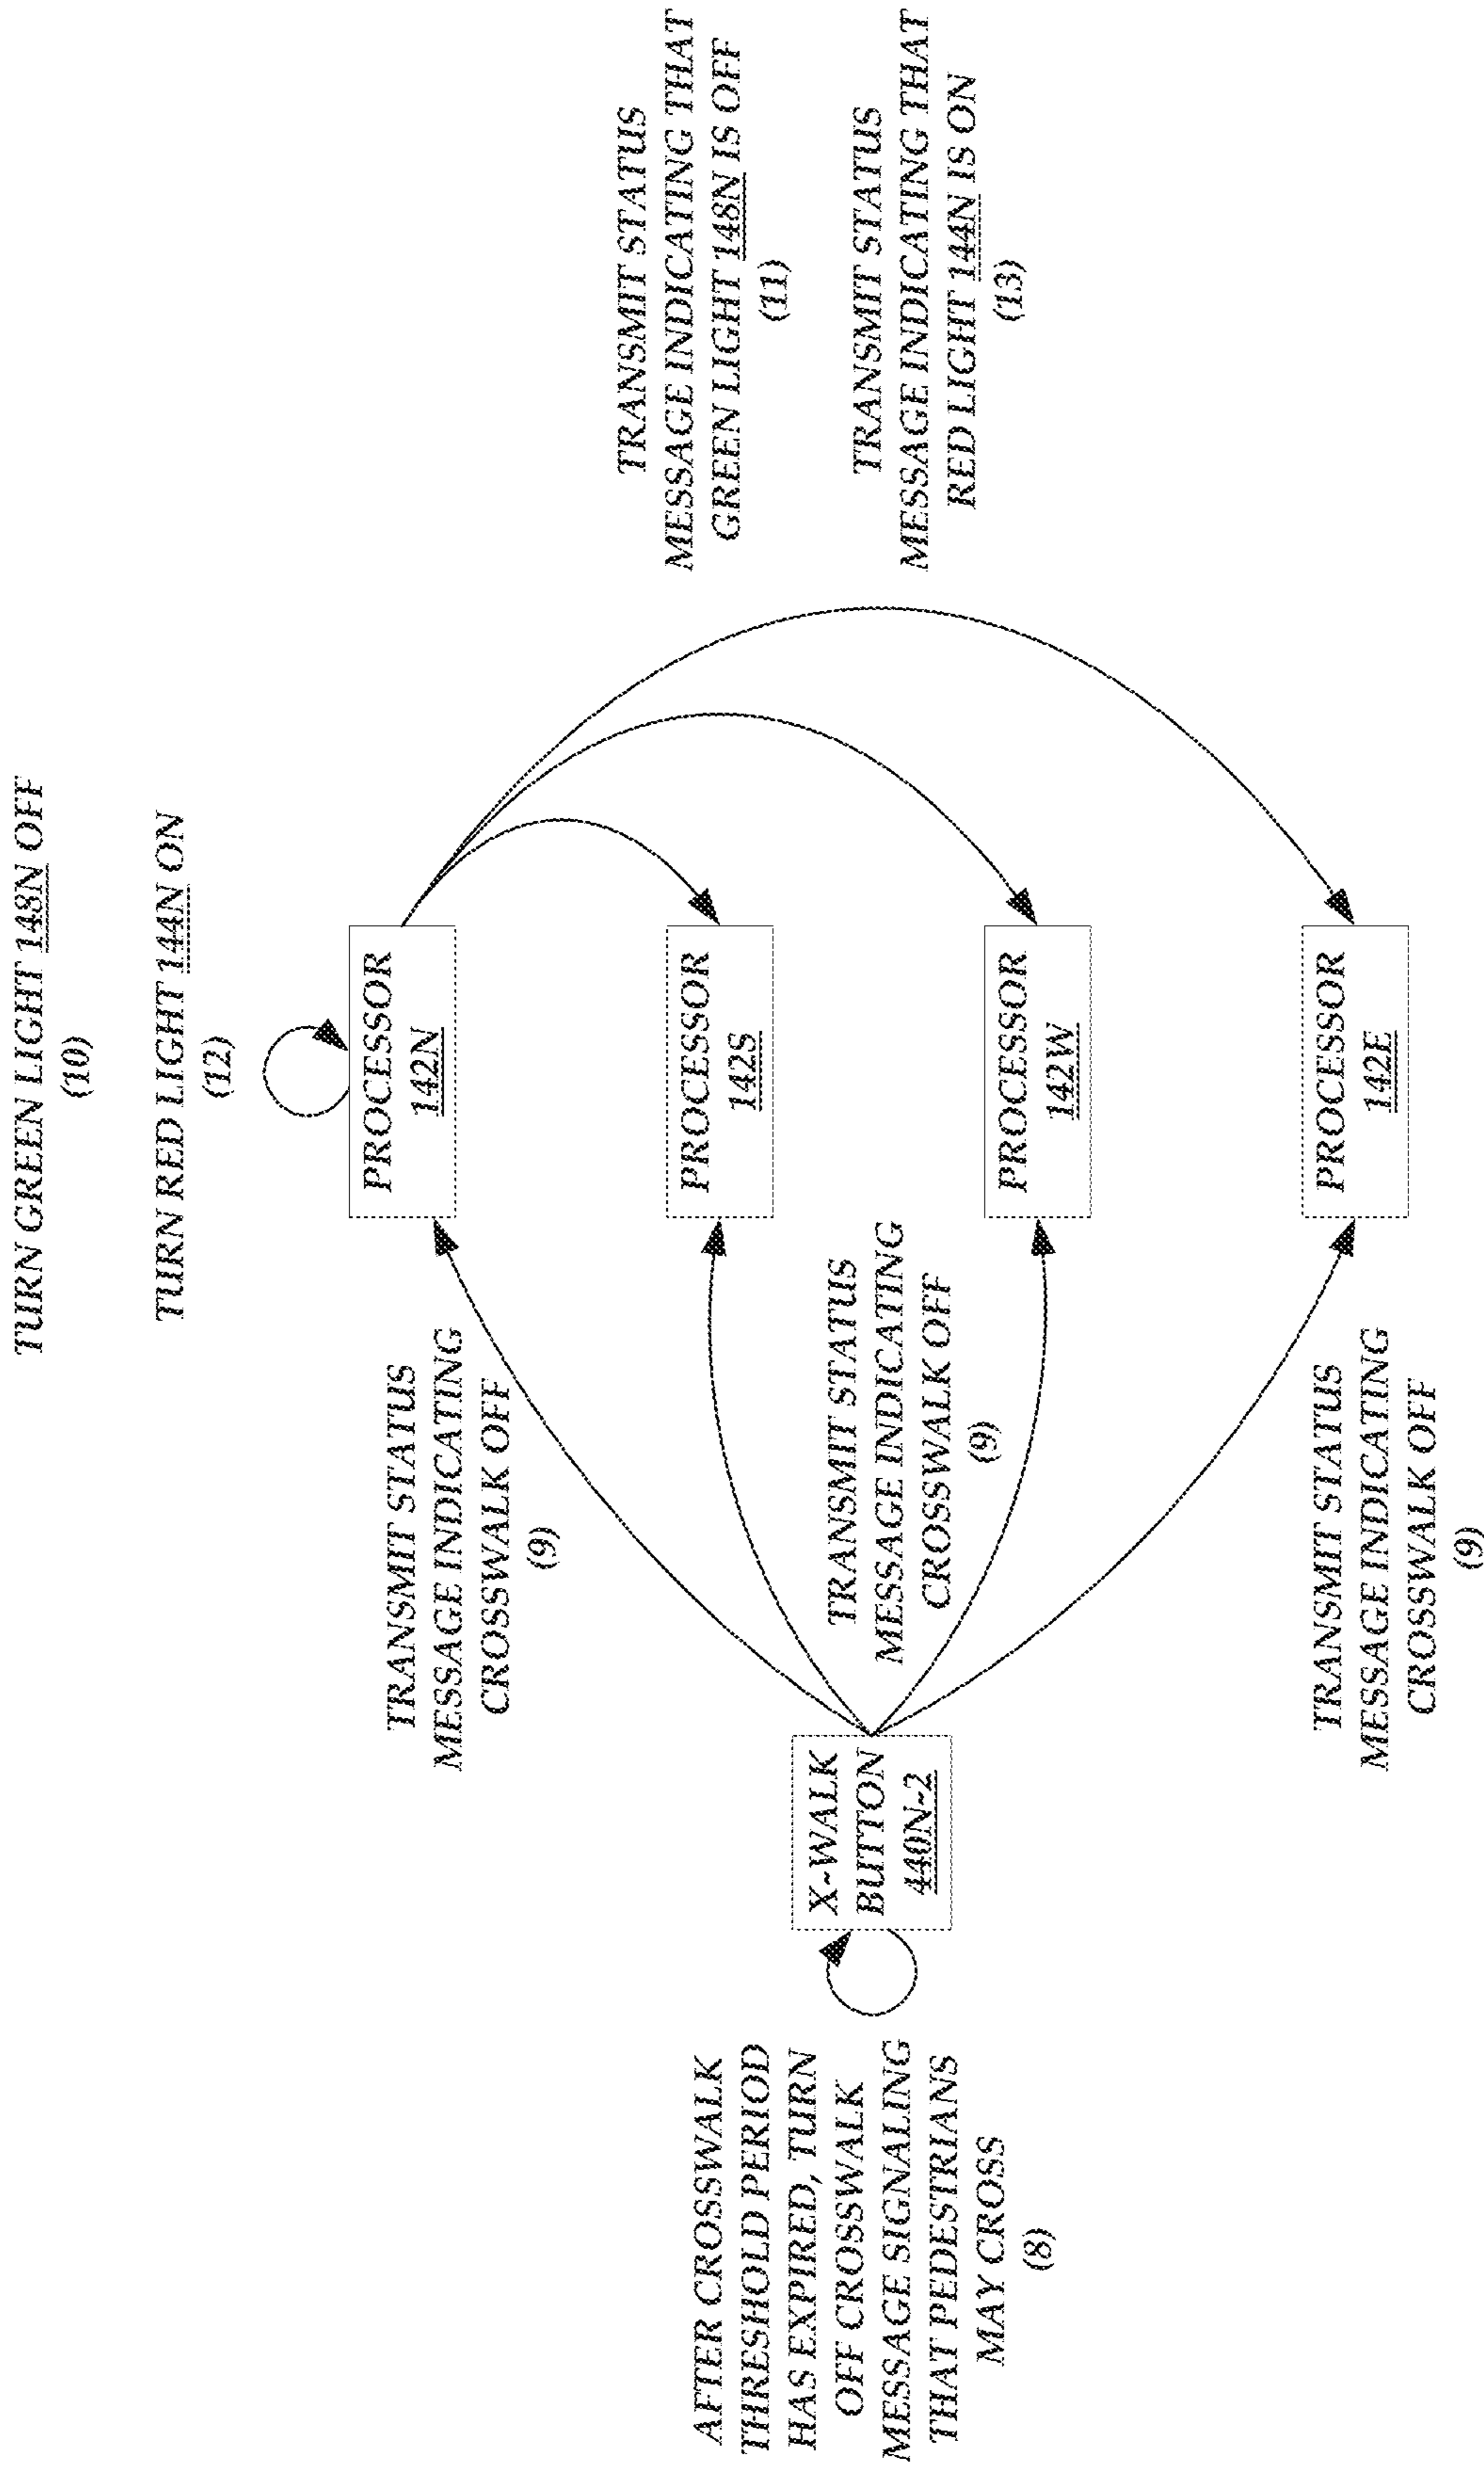 TURN GREEN LIGHT 148N OFF
(10)
TURN RED LIGHT 144N ON
(12)
TRANSMIT STATUS
MESSAGE INDICATING
CROSSWALK OFF
(9)
PROCESSOR
142N
TRANSMIT STATUS
MESSAGE INDICATING THAT
GREEN LIGHT 148N IS OFF
(11)
PROCESSOR
142S
AFTER CROSSWALK
THRESHOLD PERIOD
HAS EXPIRED, TURN
OFF CROSSWALK
MESSAGE SIGNALING
THAT PEDESTRIANS
MAY CROSS
(8)
X-WALK
BUTTON
440N-2
TRANSMIT STATUS
MESSAGE INDICATING
CROSSWALK OFF
(9)
TRANSMIT STATUS
MESSAGE INDICATING THAT
RED LIGHT 144N IS ON
(13)
PROCESSOR
142W
TRANSMIT STATUS
MESSAGE INDICATING
CROSSWALK OFF
(9)
PROCESSOR
142E